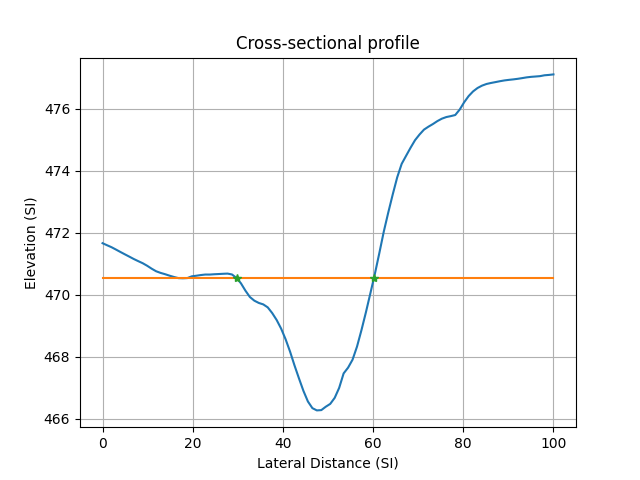 Cross-sectional profile
Elevation (SI)
476
474
472
470
468
466
0 20 40 60 80 100
Lateral Distance (SI)